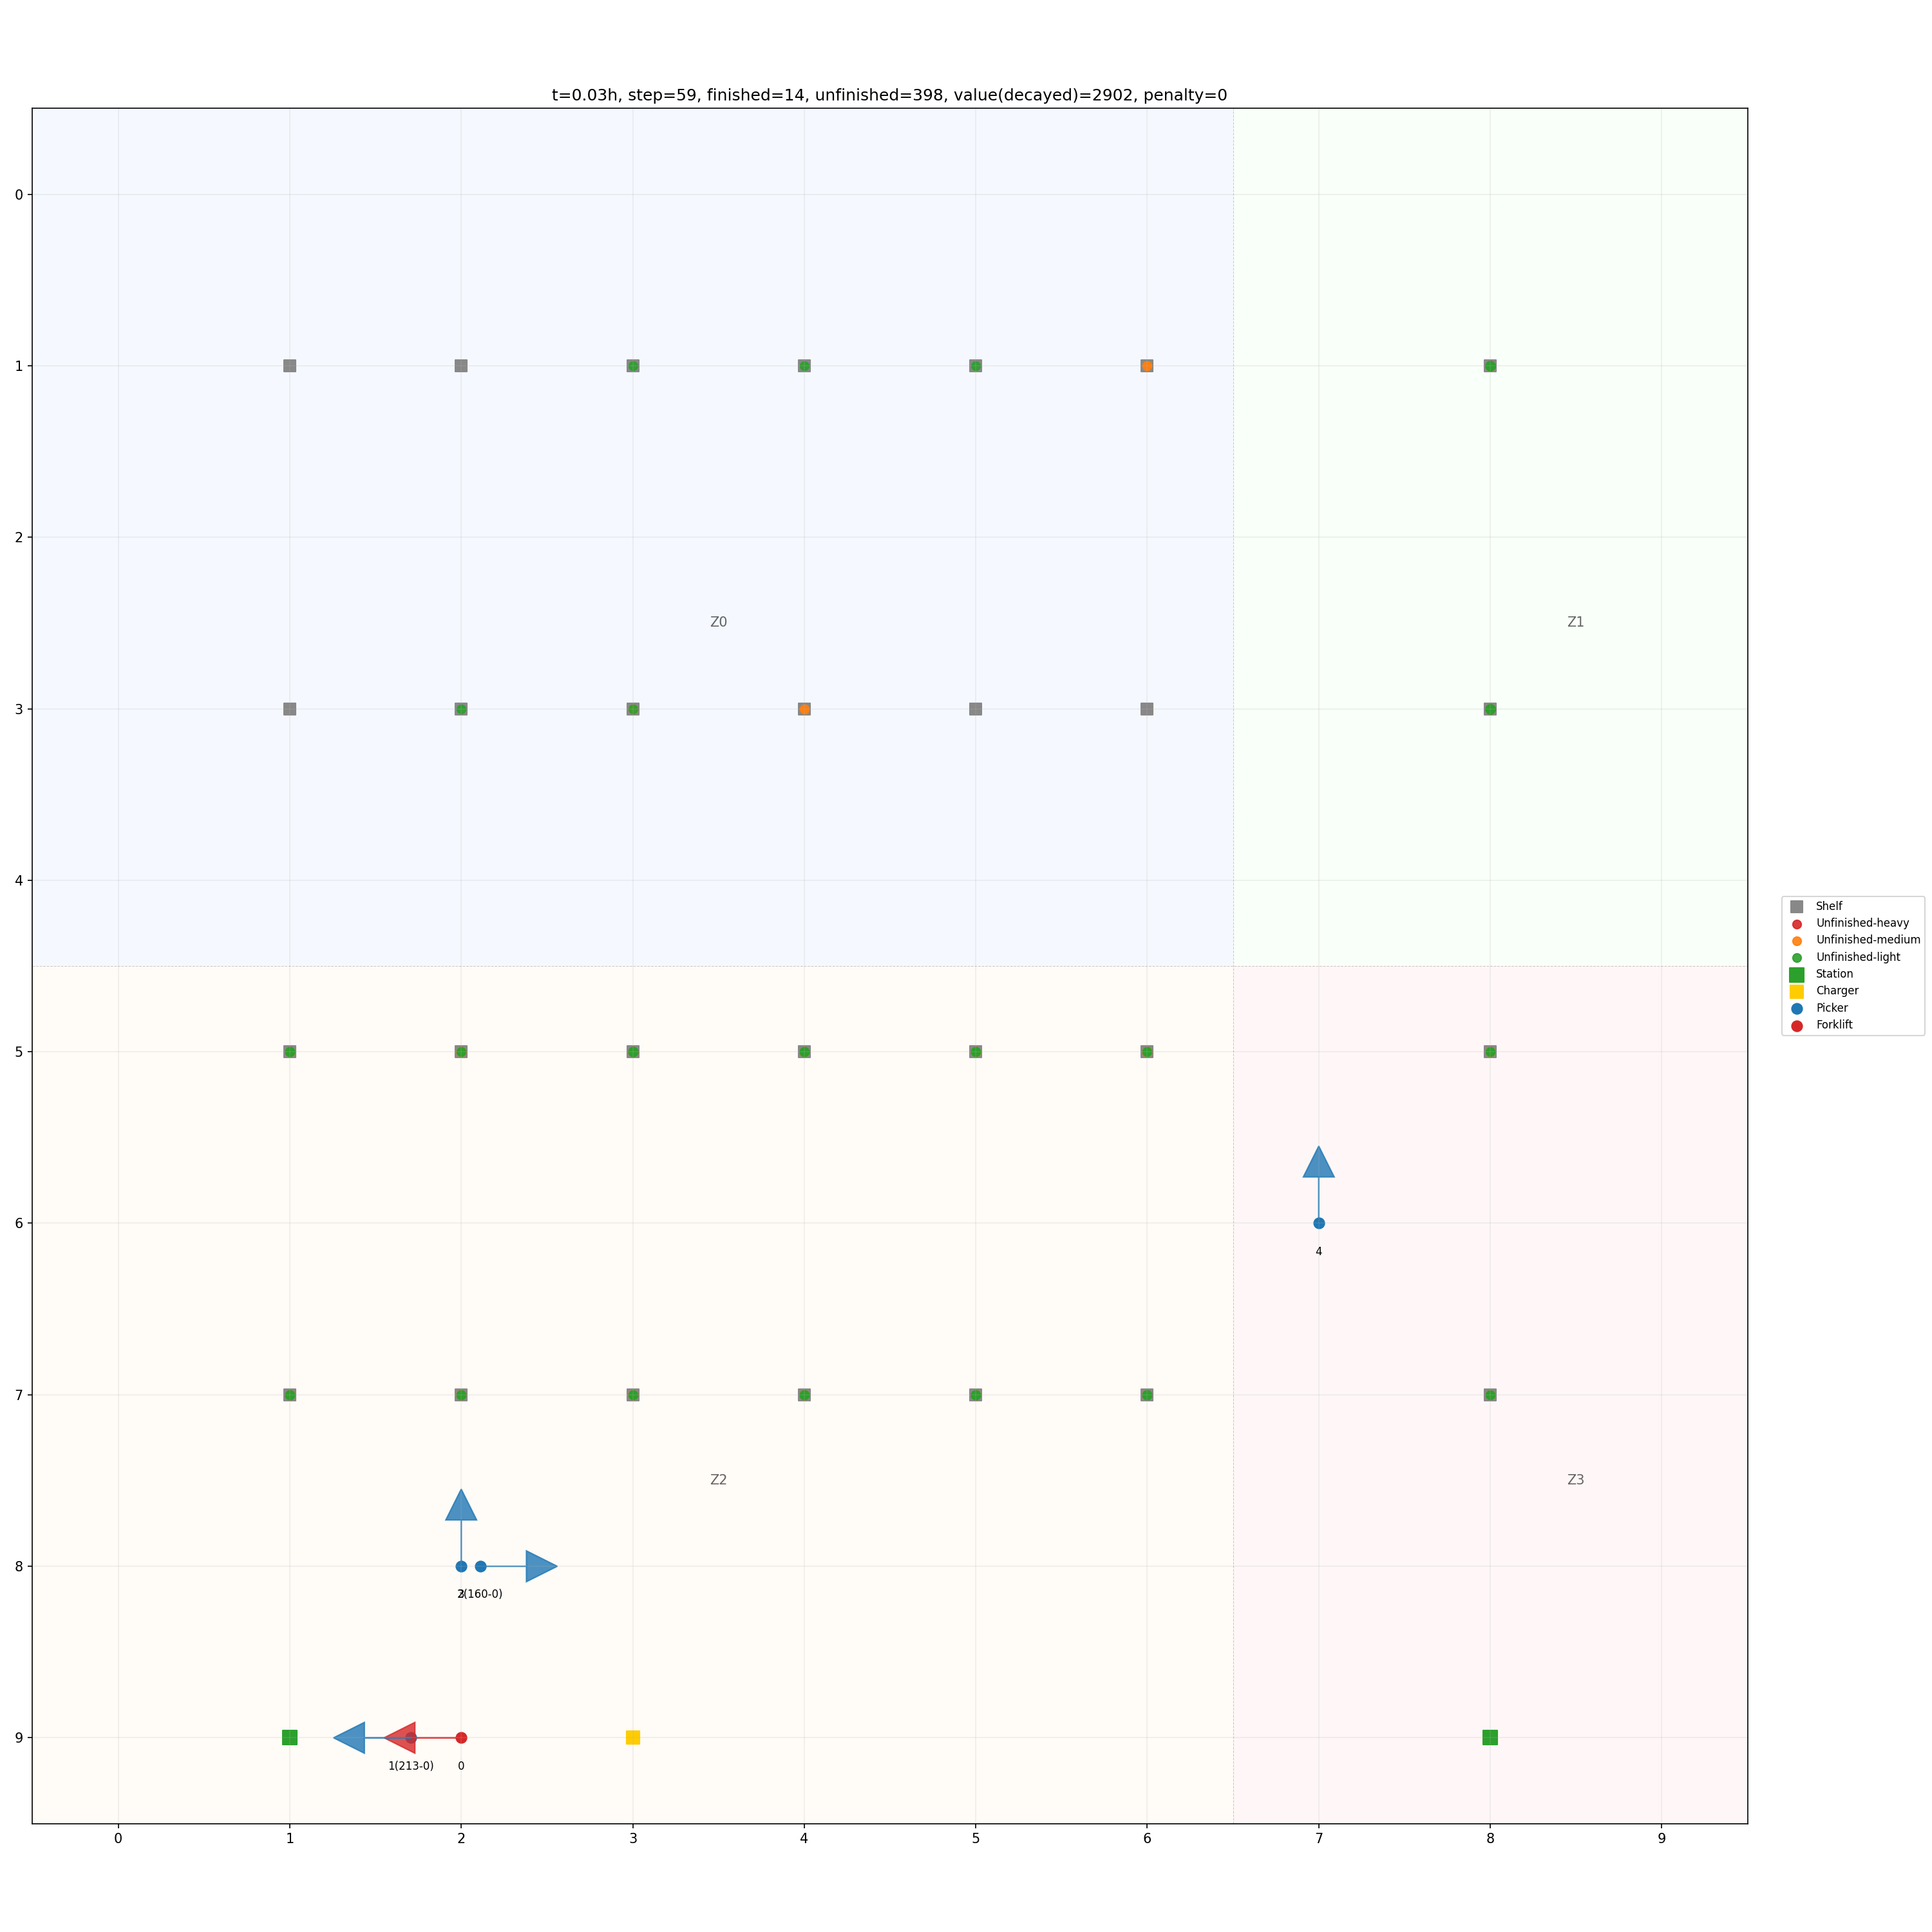 t=0.03h, step=59, finished=14, unfinished=398, value(decayed)=2902, penalty=0
0
1
2
Z0
Z1
3
4
Shelf
Unfinished-heavy
Unfinished-medium
Unfinished-light
Station
Charger
Picker
Forklift
5
6
4
7
Z2
Z3
8
(160-0)
9
1(213-0)
0
0 1 2 3 4 5 6 7 8 9